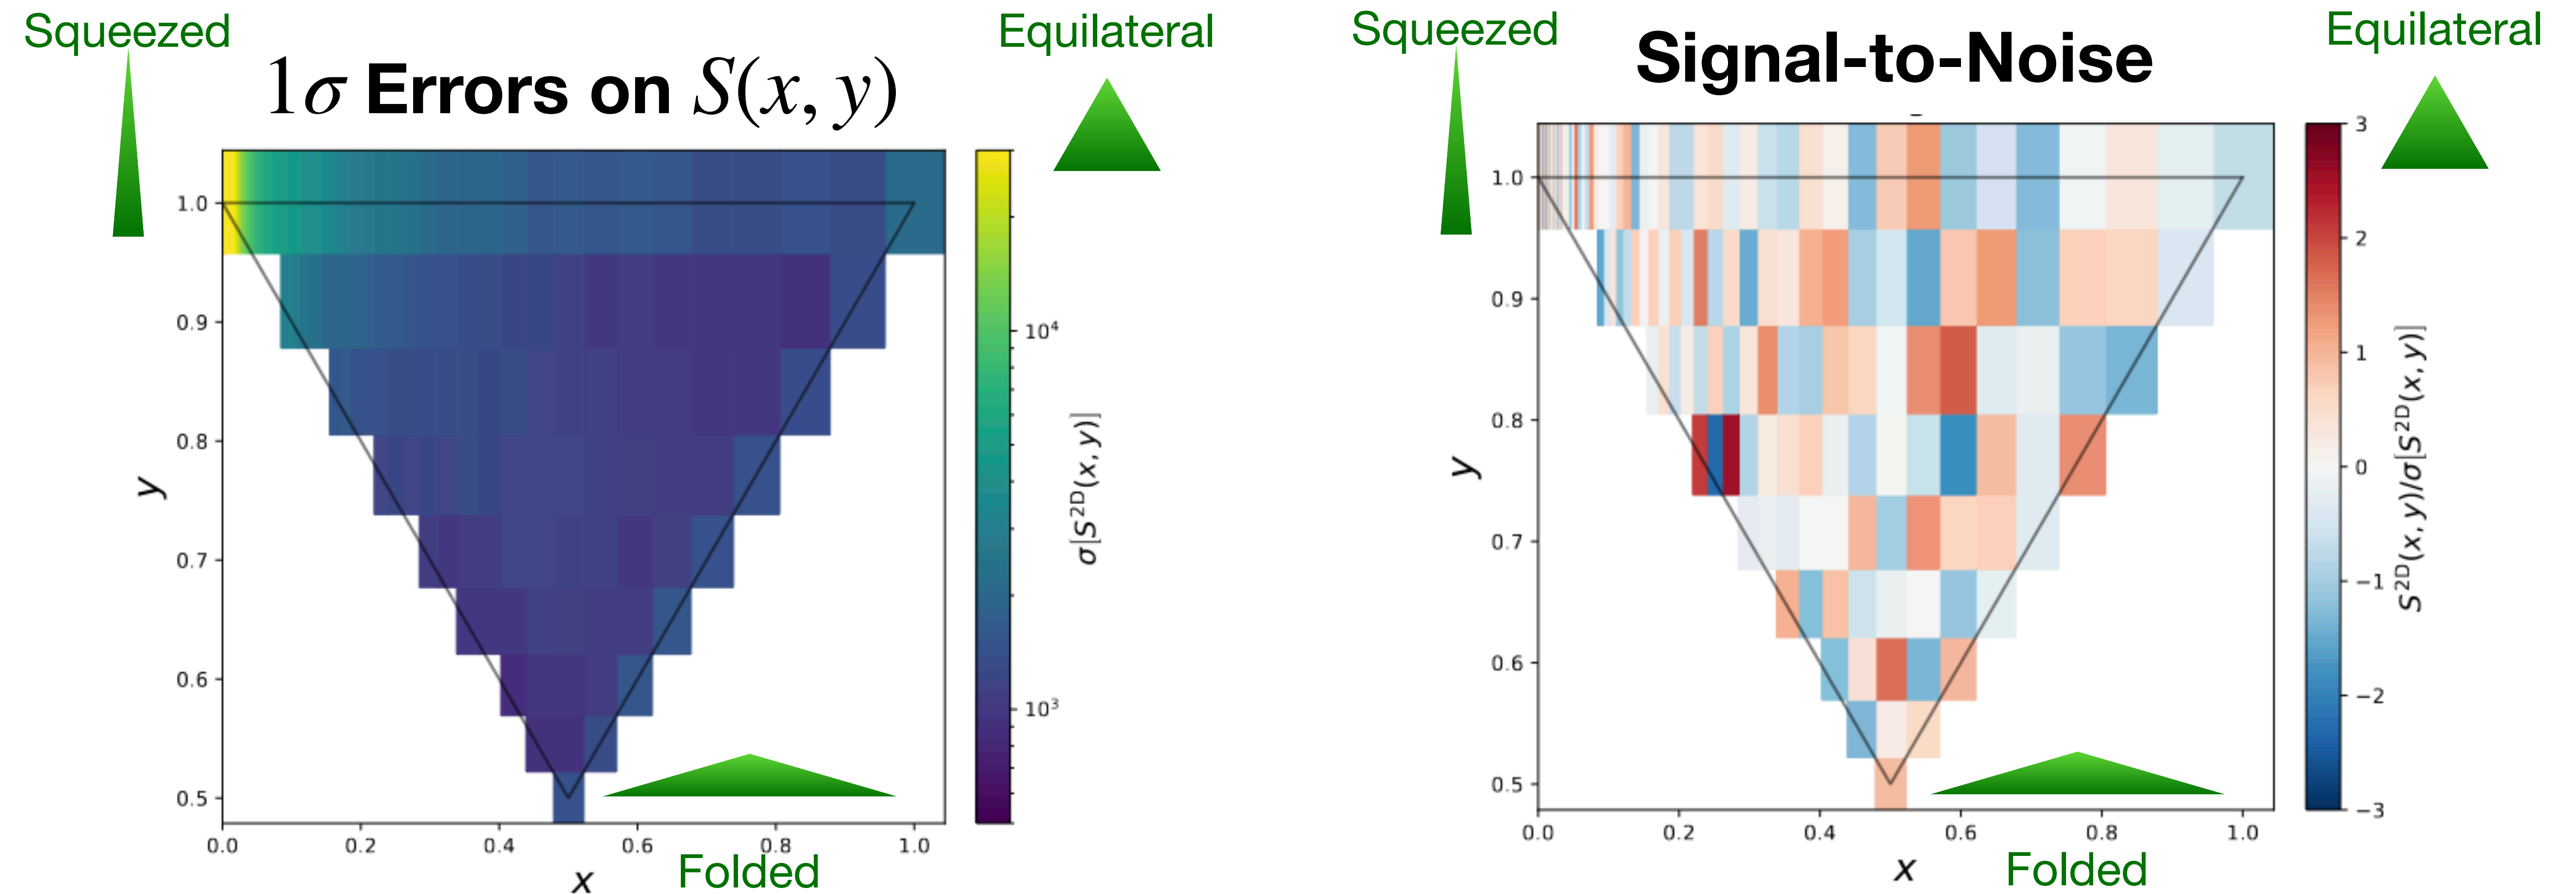 Squeezed
Equilateral
1σ Errors on S(x, y)
1.0
0.9
0.8
0.7
0.6
0.5
y
0.0
0.2
0.4
0.6
0.8
1.0
x
Folded
10⁴
10³
σ[S²ᴰ(x, y)]
Squeezed
Equilateral
Signal-to-Noise
1.0
0.9
0.8
0.7
0.6
0.5
y
0.0
0.2
0.4
0.6
0.8
1.0
x
Folded
3
2
1
0
−1
−2
−3
S²ᴰ(x, y)/σ[S²ᴰ(x, y)]